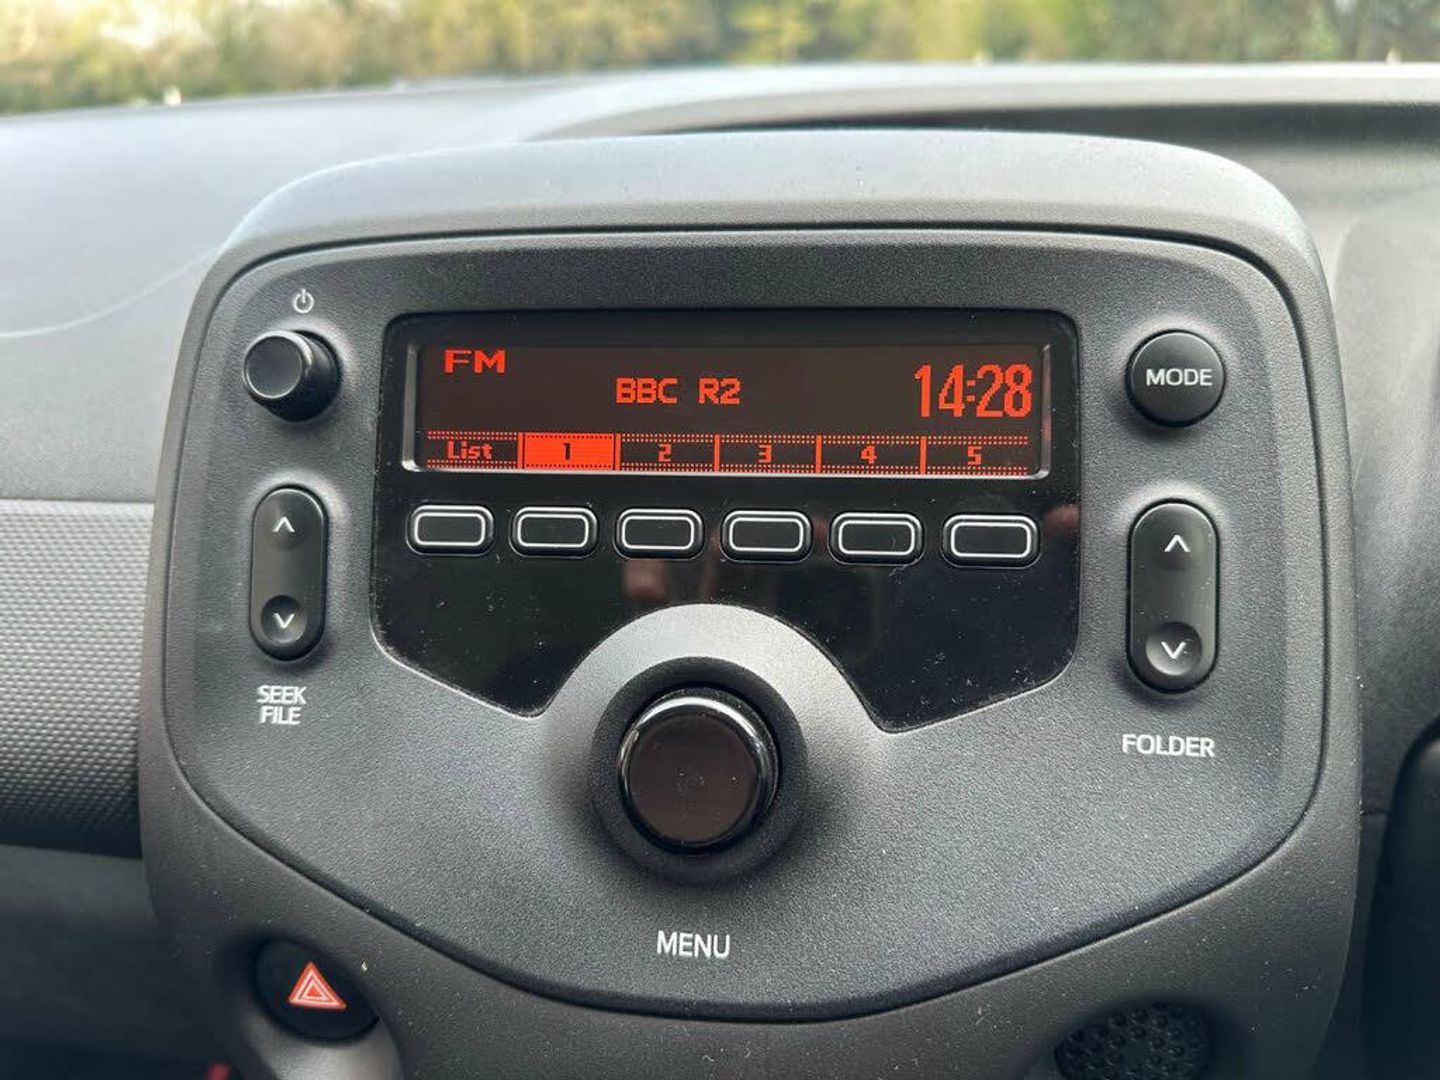 FM
BBC R2
14:28
List 1 2 3 4 5
MODE
SEEK
FILE
FOLDER
MENU